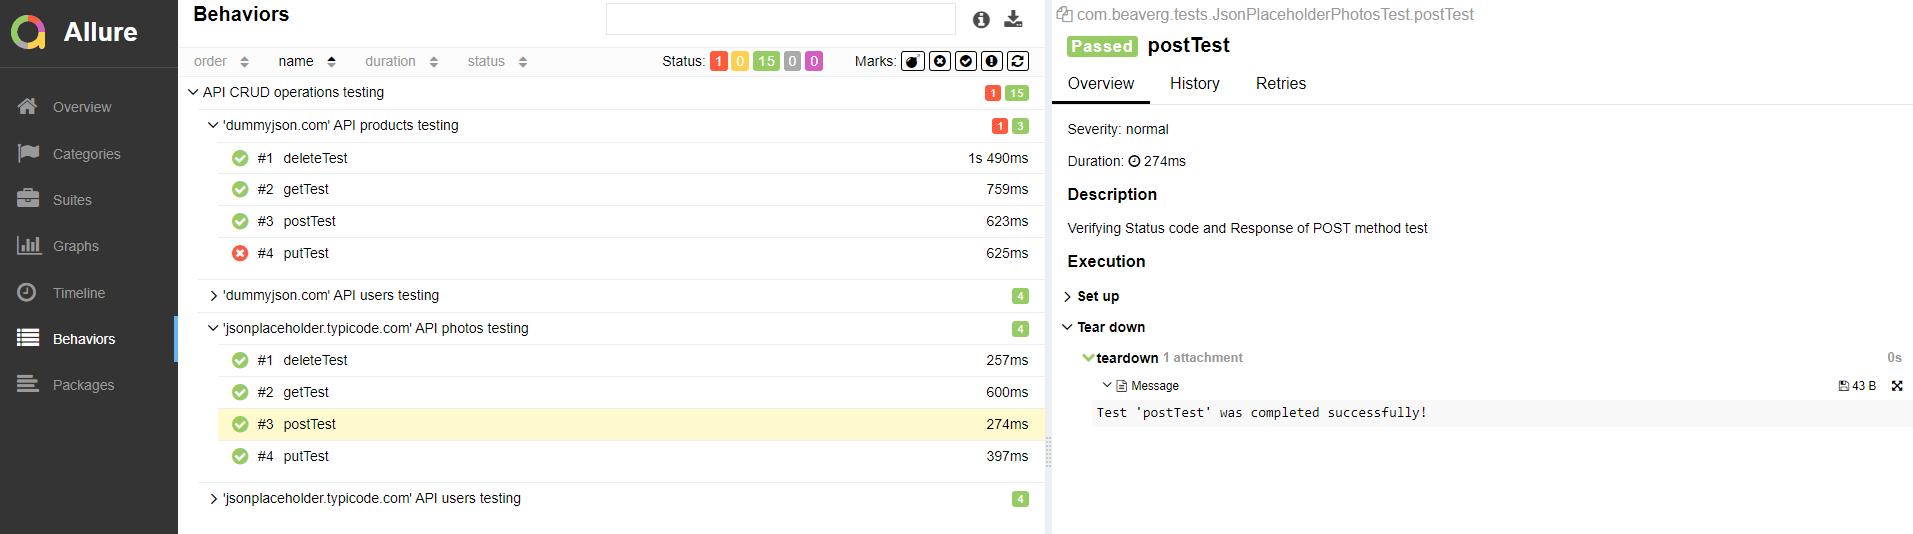 Allure
Overview
Categories
Suites
Graphs
Timeline
Behaviors
Packages
Behaviors
order name duration status Status: 1 0 15 0 0 Marks:
API CRUD operations testing 1 15
'dummyjson.com' API products testing 1 3
#1 deleteTest 1s 490ms
#2 getTest 759ms
#3 postTest 623ms
#4 putTest 625ms
'dummyjson.com' API users testing 4
'jsonplaceholder.typicode.com' API photos testing 4
#1 deleteTest 257ms
#2 getTest 600ms
#3 postTest 274ms
#4 putTest 397ms
'jsonplaceholder.typicode.com' API users testing 4
com.beaverg.tests.JsonPlaceholderPhotosTest.postTest
Passed postTest
Overview History Retries
Severity: normal
Duration: 274ms
Description
Verifying Status code and Response of POST method test
Execution
Set up
Tear down
teardown 1 attachment 0s
Message 43 B
Test 'postTest' was completed successfully!